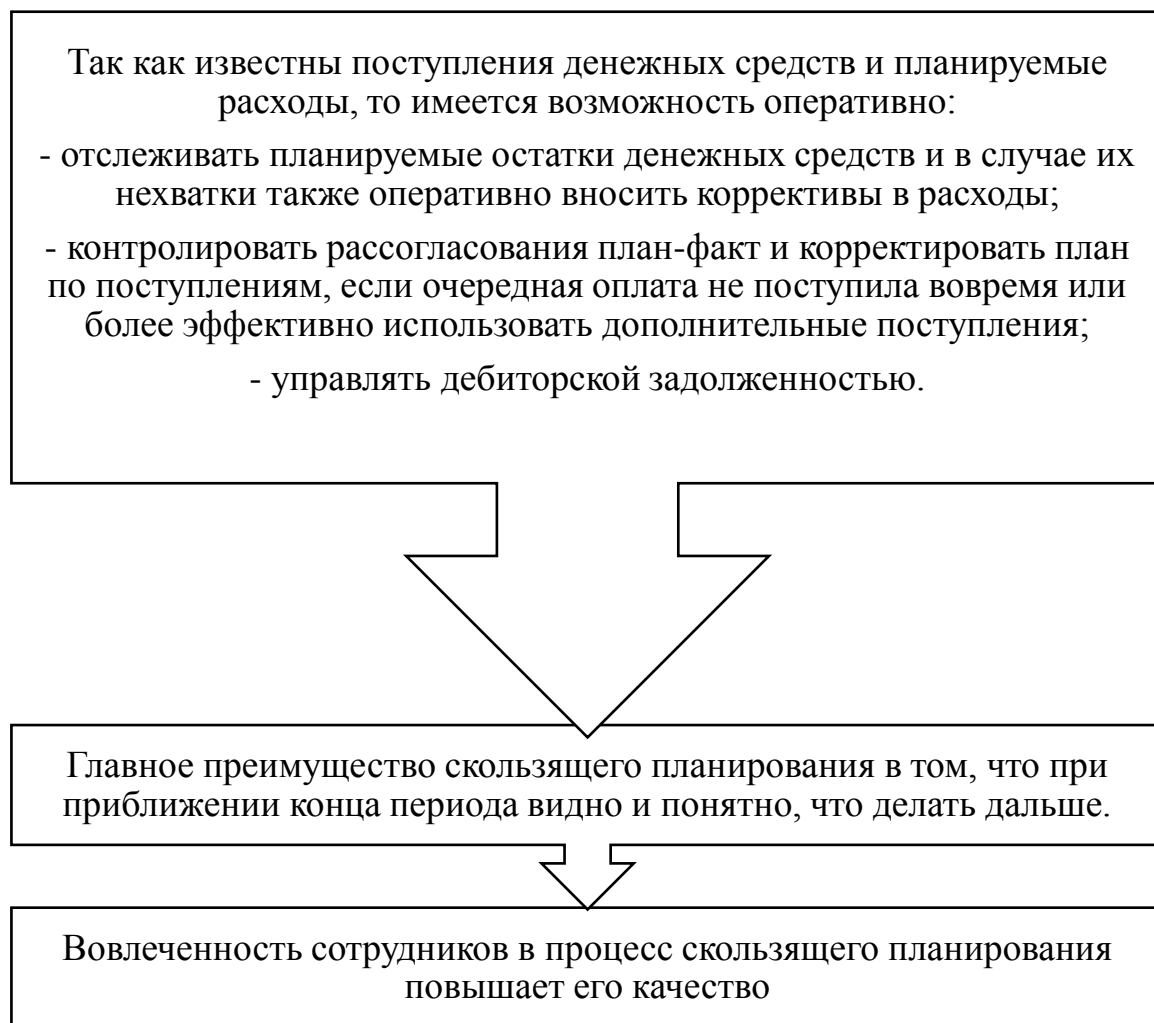 Так как известны поступления денежных средств и планируемые
расходы, то имеется возможность оперативно:
- отслеживать планируемые остатки денежных средств и в случае их
нехватки также оперативно вносить коррективы в расходы;
- контролировать рассогласования план-факт и корректировать план
по поступлениям, если очередная оплата не поступила вовремя или
более эффективно использовать дополнительные поступления;
- управлять дебиторской задолженностью.
Главное преимущество скользящего планирования в том, что при
приближении конца периода видно и понятно, что делать дальше.
Вовлеченность сотрудников в процесс скользящего планирования
повышает его качество